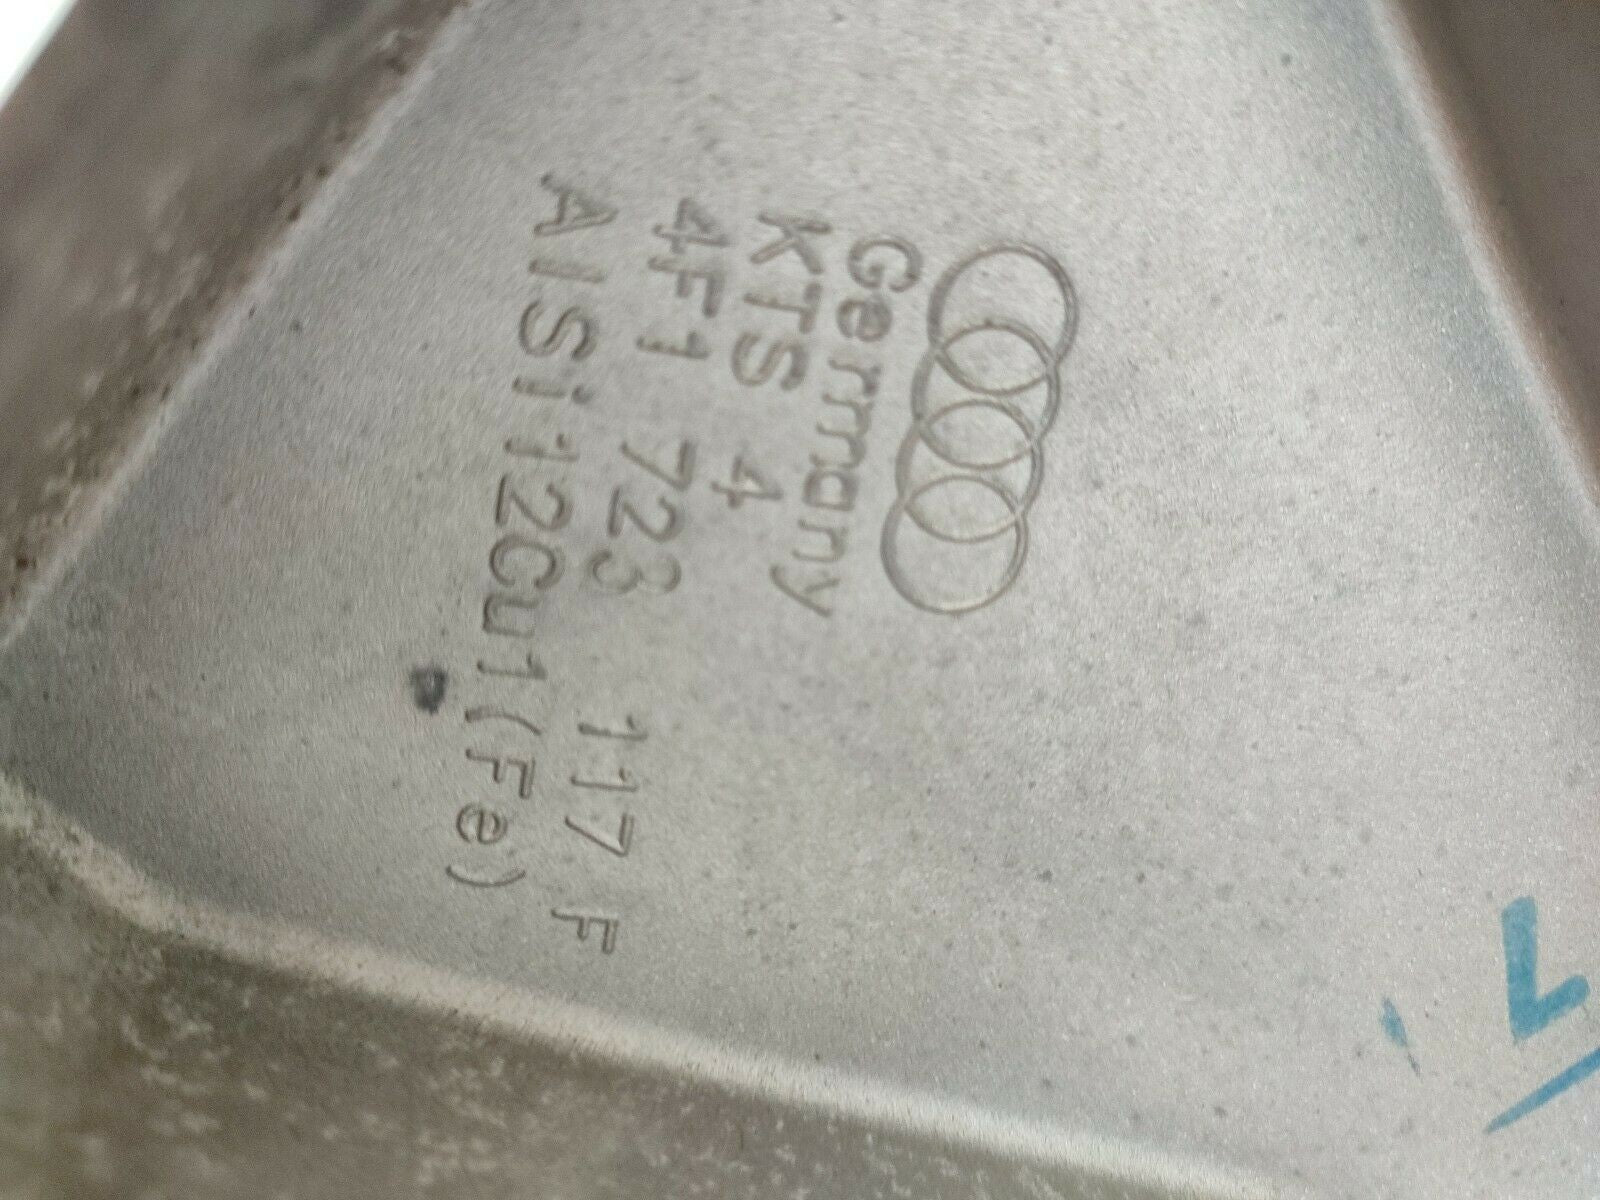 Germany
KTS 4
4F1 723 117 F
AlSi12Cu1(Fe)